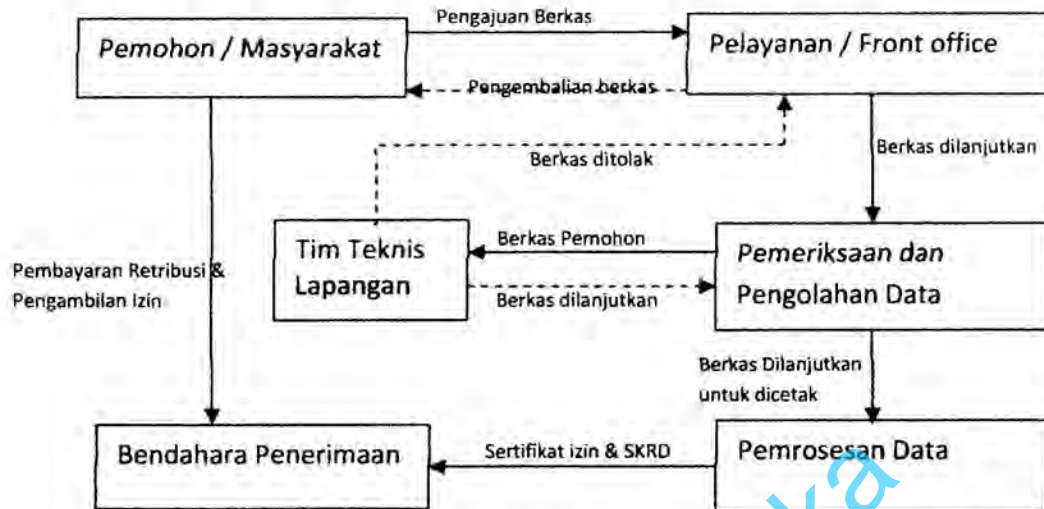 Pengajuan Berkas
Pemohon / Masyarakat
Pelayanan / Front office
Pengembalian berkas
Berkas ditolak
Berkas dilanjutkan
Tim Teknis
Lapangan
Berkas Pemohon
Berkas dilanjutkan
Pemeriksaan dan
Pengolahan Data
Pembayaran Retribusi &
Pengambilan Izin
Berkas Dilanjutkan
untuk dicetak
Bendahara Penerimaan
Sertifikat izin & SKRD
Pemrosesan Data
ka